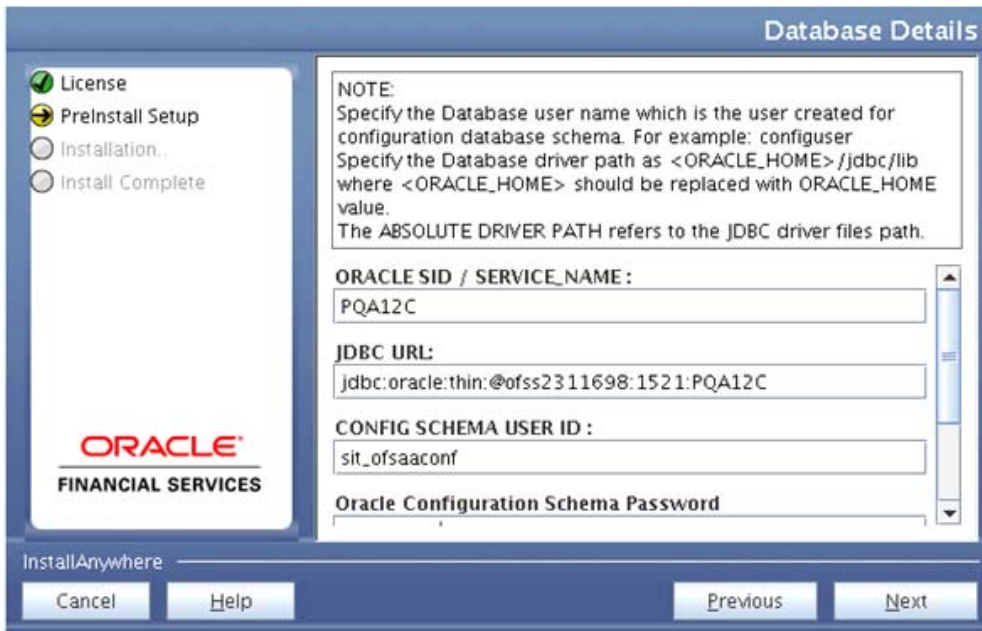 Database Details
License
PreInstall Setup
Installation..
Install Complete
ORACLE
FINANCIAL SERVICES
NOTE:
Specify the Database user name which is the user created for
configuration database schema. For example: configuser
Specify the Database driver path as <ORACLE_HOME>/jdbc/lib
where <ORACLE_HOME> should be replaced with ORACLE_HOME
value.
The ABSOLUTE DRIVER PATH refers to the JDBC driver files path.
ORACLE SID / SERVICE_NAME :
PQA12C
JDBC URL:
jdbc:oracle:thin:@ofss2311698:1521:PQA12C
CONFIG SCHEMA USER ID :
sit_ofsaaconf
Oracle Configuration Schema Password
InstallAnywhere
Cancel
Help
Previous
Next